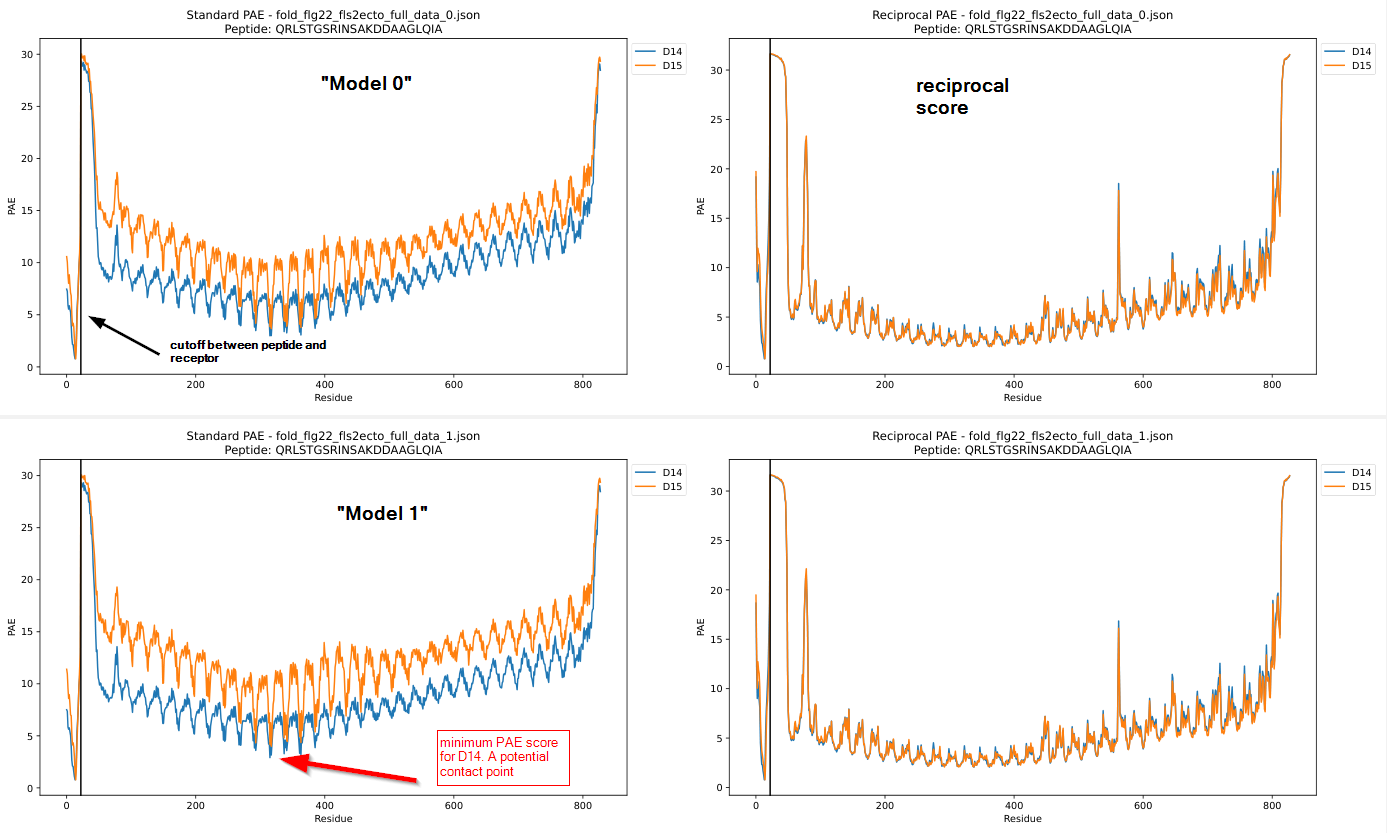 Standard PAE - fold_flg22_fls2ecto_full_data_0.json
Peptide: QRLSTGSRINSAKDDAAGLQIA
30
25
20
15
10
5
0
PAE
0
200
400
600
800
Residue
D14
D15
"Model 0"
cutoff between peptide and
receptor
Reciprocal PAE - fold_flg22_fls2ecto_full_data_0.json
Peptide: QRLSTGSRINSAKDDAAGLQIA
30
25
20
15
10
5
0
PAE
0
200
400
600
800
Residue
D14
D15
reciprocal
score
Standard PAE - fold_flg22_fls2ecto_full_data_1.json
Peptide: QRLSTGSRINSAKDDAAGLQIA
30
25
20
15
10
5
0
PAE
0
200
400
600
800
Residue
D14
D15
"Model 1"
minimum PAE score
for D14. A potential
contact point
Reciprocal PAE - fold_flg22_fls2ecto_full_data_1.json
Peptide: QRLSTGSRINSAKDDAAGLQIA
30
25
20
15
10
5
0
PAE
0
200
400
600
800
Residue
D14
D15